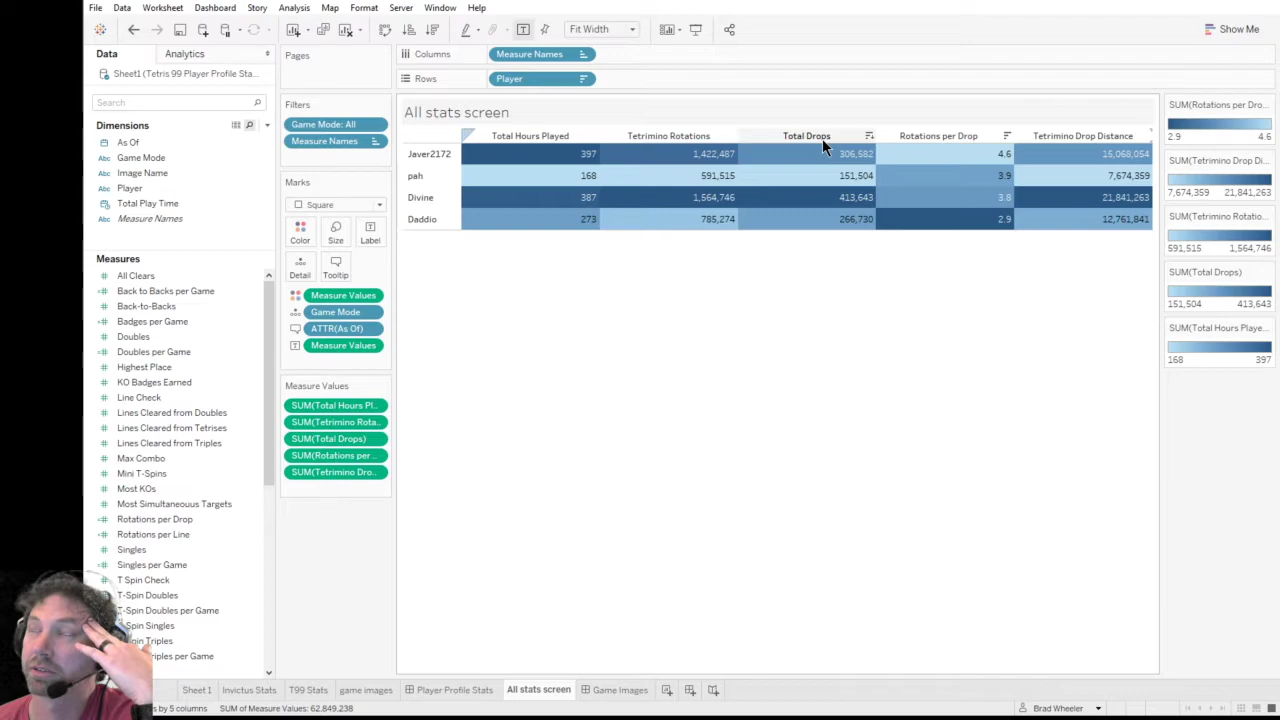 File Data Worksheet Dashboard Story Analysis Map Format Server Window Help
Fit Width
Show Me
Data Analytics
Sheet1 (Tetris 99 Player Profile Sta...
Search
Dimensions
As Of
Abc Game Mode
Abc Image Name
Abc Player
Total Play Time
Abc Measure Names
Measures
All Clears
Back to Backs per Game
Back-to-Backs
Badges per Game
Doubles
Doubles per Game
Highest Place
KO Badges Earned
Line Check
Lines Cleared from Doubles
Lines Cleared from Tetrises
Lines Cleared from Triples
Max Combo
Mini T-Spins
Most KOs
Most Simultaneouus Targets
Rotations per Drop
Rotations per Line
Singles
Singles per Game
T Spin Check
T-Spin Doubles
T-Spin Doubles per Game
Spin Singles
Triples
riples per Game
Pages
Filters
Game Mode: All
Measure Names
Marks
Square
Color Size Label
Detail Tooltip
Measure Values
Game Mode
ATTR(As Of)
Measure Values
Measure Values
SUM(Total Hours Pl..
SUM(Tetrimino Rota..
SUM(Total Drops)
SUM(Rotations per ..
SUM(Tetrimino Dro..
Columns Measure Names
Rows Player
All stats screen
Total Hours Played Tetrimino Rotations Total Drops Rotations per Drop Tetrimino Drop Distance
Javer2172 397 1,422,487 306,582 4.6 15,068,054
pah 168 591,515 151,504 3.9 7,674,359
Divine 387 1,564,746 413,643 3.8 21,841,263
Daddio 273 785,274 266,730 2.9 12,761,841
SUM(Rotations per Dro...
2.9 4.6
SUM(Tetrimino Drop Di...
7,674,359 21,841,263
SUM(Tetrimino Rotatio...
591,515 1,564,746
SUM(Total Drops)
151,504 413,643
SUM(Total Hours Playe...
168 397
Sheet 1 Invictus Stats T99 Stats game images Player Profile Stats All stats screen Game Images
s by 5 columns SUM of Measure Values: 62,849,238 Brad Wheeler